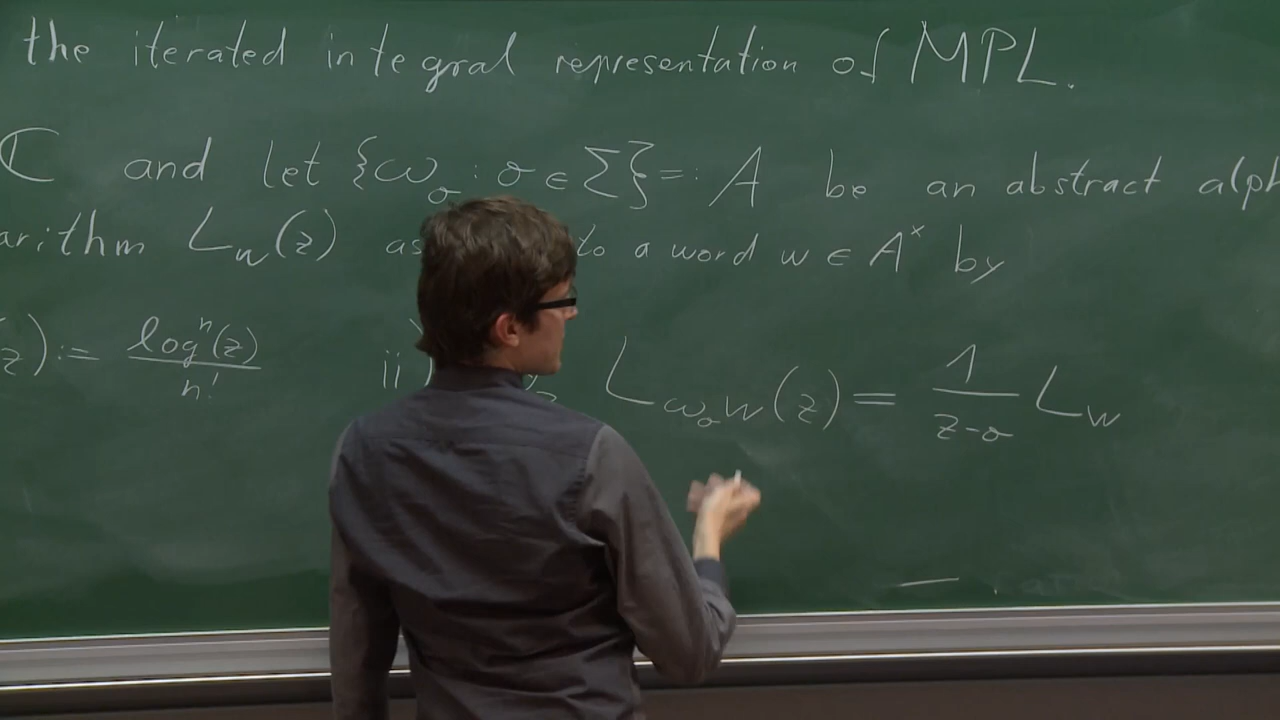 the iterated integral representation of MPL.
ℂ and let {ω_σ : σ ∈ Σ} =: A be an abstract alph
arithm L_w(z) as to a word w ∈ A^× by
z) := log^n(z) / n! ii) z L_{ω_σ w}(z) = 1/(z-σ) L_w